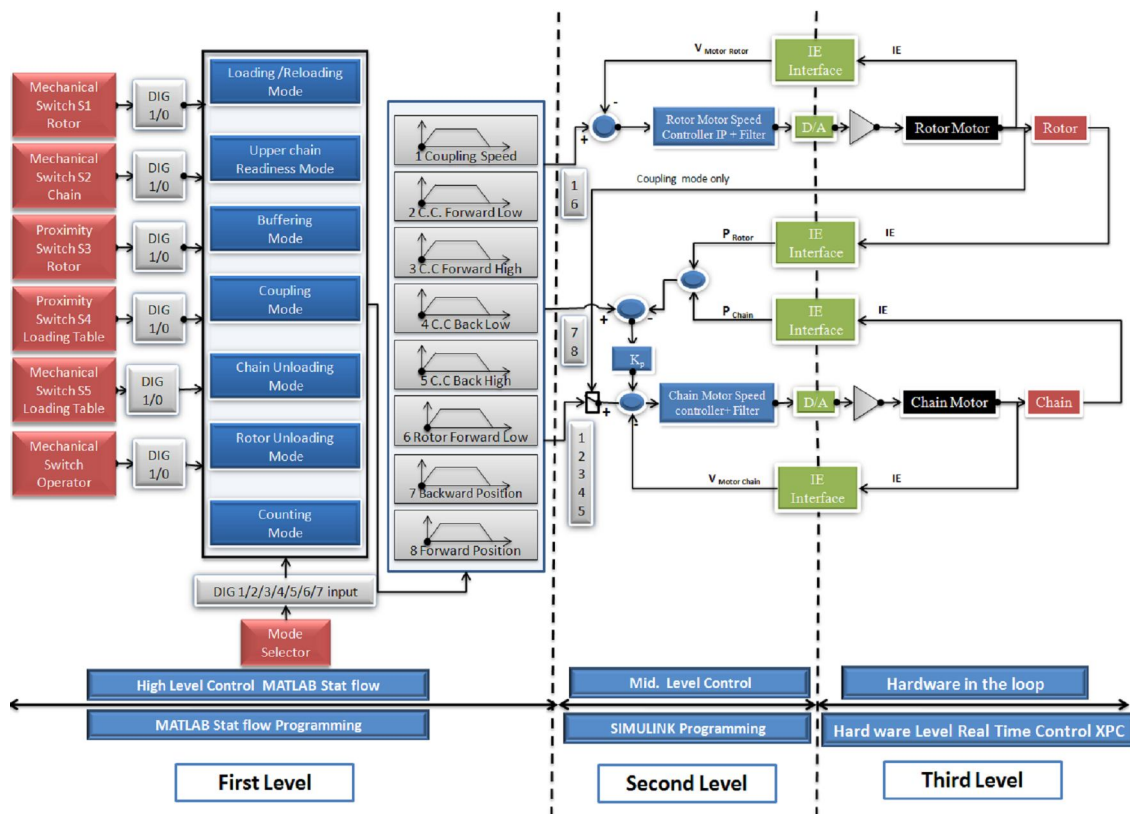 Mechanical
Switch S1
Rotor
DIG
1/0
Mechanical
Switch S2
Chain
DIG
1/0
Proximity
Switch S3
Rotor
DIG
1/0
Proximity
Switch S4
Loading Table
DIG
1/0
Mechanical
Switch S5
Loading Table
DIG
1/0
Mechanical
Switch
Operator
DIG
1/0
Loading /Reloading
Mode
Upper chain
Readiness Mode
Buffering
Mode
Coupling
Mode
Chain Unloading
Mode
Rotor Unloading
Mode
Counting
Mode
DIG 1/2/3/4/5/6/7 input
Mode
Selector
1 Coupling Speed
2 C.C. Forward Low
3 C.C Forward High
4 C.C Back Low
5 C.C Back High
6 Rotor Forward Low
7 Backward Position
8 Forward Position
V Motor Rotor
IE
Interface
IE
-
+
Rotor Motor Speed
Controller IP + Filter
D/A
Rotor Motor
Rotor
1
6
Coupling mode only
P Rotor
IE
Interface
IE
+
-
7
8
P Chain
IE
Interface
IE
Kp
+
-
Chain Motor Speed
controller+ Filter
D/A
Chain Motor
Chain
1
2
3
4
5
V Motor Chain
IE
Interface
IE
High Level Control MATLAB Stat flow
MATLAB Stat flow Programming
First Level
Mid. Level Control
SIMULINK Programming
Second Level
Hardware in the loop
Hard ware Level Real Time Control XPC
Third Level